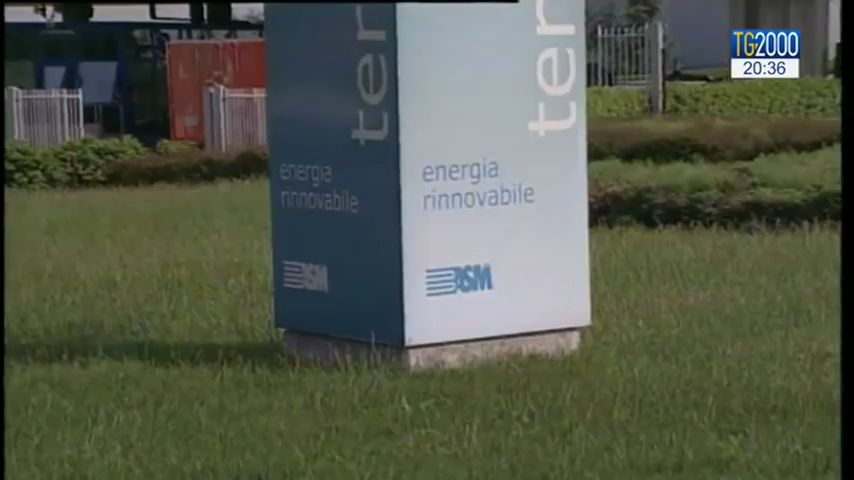 TG2000
20:36
ter
ter
energia
rinnovabile
energia
rinnovabile
ASM
ASM